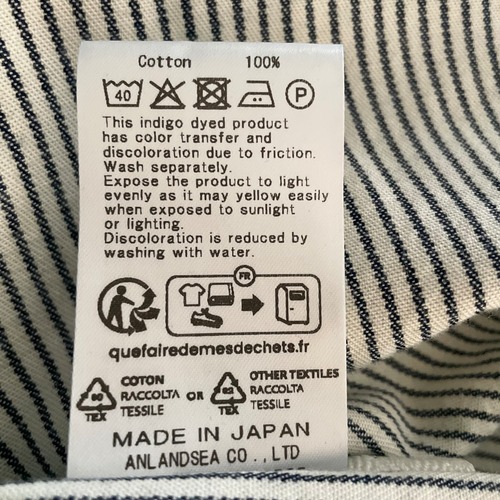 Cotton 100%
40 P
This indigo dyed product
has color transfer and
discoloration due to friction.
Wash separately.
Expose the product to light
evenly as it may yellow easily
when exposed to sunlight
or lighting.
Discoloration is reduced by
washing with water.
FR
quefairedemesdechets.fr
COTON
RACCOLTA
TESSILE
60
TEX
OR
OTHER TEXTILES
RACCOLTA
TESSILE
62
TEX
MADE IN JAPAN
ANLANDSEA CO.,LTD